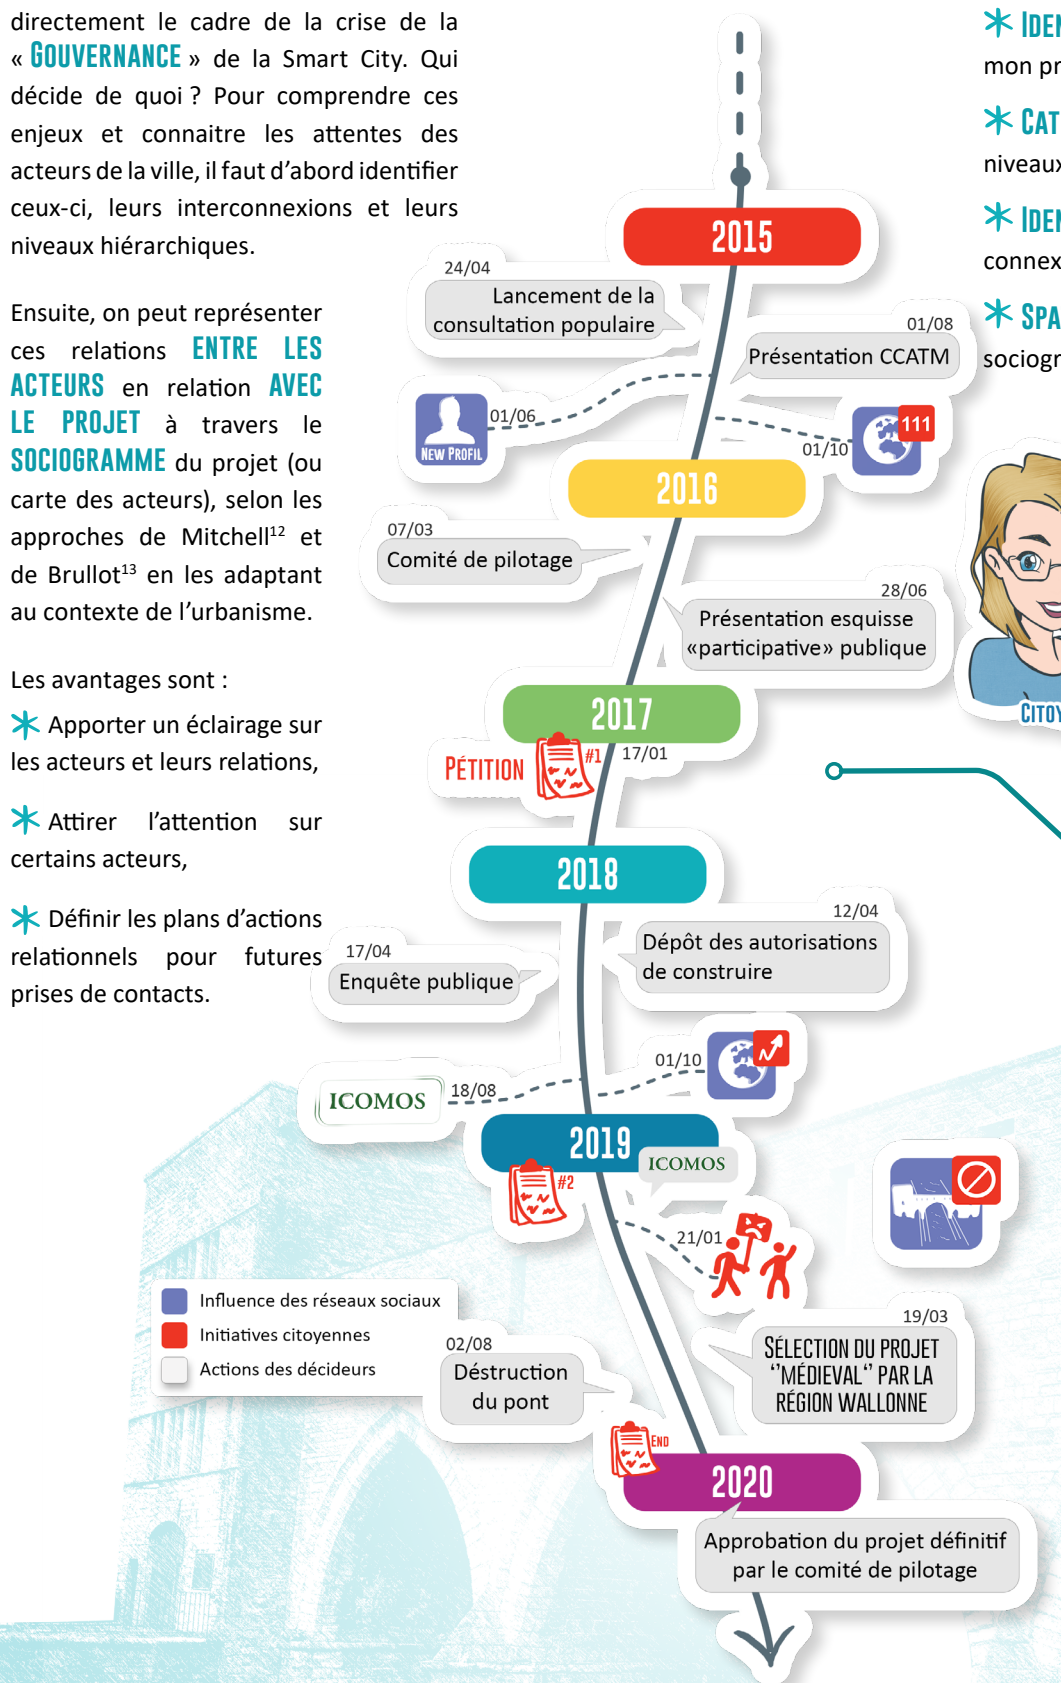 directement le cadre de la crise de la
« GOUVERNANCE » de la Smart City. Qui
décide de quoi ? Pour comprendre ces
enjeux et connaitre les attentes des
acteurs de la ville, il faut d'abord identifier
ceux-ci, leurs interconnexions et leurs
niveaux hiérarchiques.
Ensuite, on peut représenter
ces relations ENTRE LES
ACTEURS en relation AVEC
LE PROJET à travers le
SOCIOGRAMME du projet (ou
carte des acteurs), selon les
approches de Mitchell12 et
de Brullot13 en les adaptant
au contexte de l'urbanisme.
Les avantages sont :
Apporter un éclairage sur
les acteurs et leurs relations,
Attirer l'attention sur
certains acteurs,
Définir les plans d'actions
relationnels pour futures
prises de contacts.
2015
24/04
Lancement de la
consultation populaire
01/08
Présentation CCATM
01/06
NEW PROFIL
01/10
111
2016
07/03
Comité de pilotage
28/06
Présentation esquisse
«participative» publique
2017
PÉTITION
#1
17/01
2018
12/04
Dépôt des autorisations
de construire
17/04
Enquête publique
01/10
18/08
ICOMOS
2019
ICOMOS
#2
21/01
19/03
SÉLECTION DU PROJET
‘‘MÉDIEVAL‘‘ PAR LA
RÉGION WALLONNE
02/08
Déstruction
du pont
END
2020
Approbation du projet définitif
par le comité de pilotage
Influence des réseaux sociaux
Initiatives citoyennes
Actions des décideurs
mon pr
niveaux
connex
sociogr